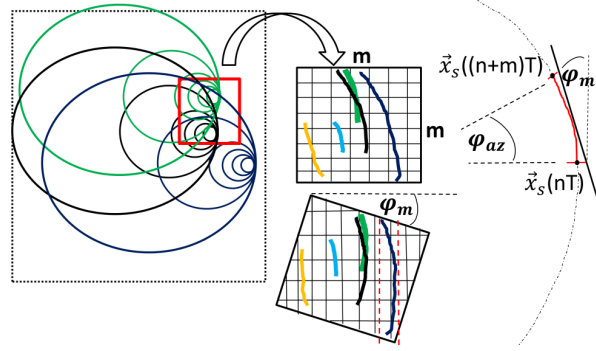 m
m
φm
x⃗s((n+m)T)
φm
φaz
x⃗s(nT)